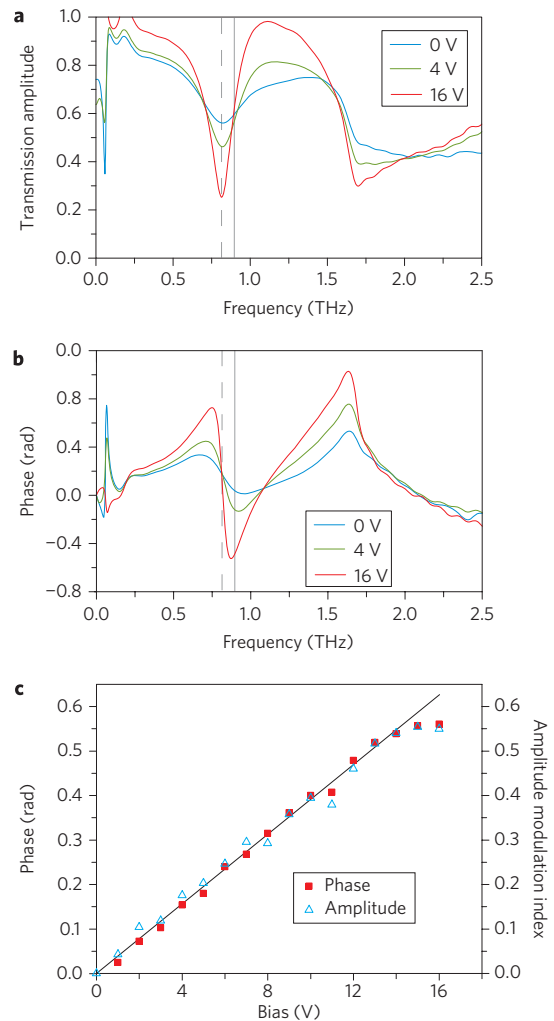 a
Transmission amplitude
1.0
0.8
0.6
0.4
0.2
0.0
0 V
4 V
16 V
0.0 0.5 1.0 1.5 2.0 2.5
Frequency (THz)
b
Phase (rad)
0.0
0.8
0.4
0.0
−0.4
−0.8
0 V
4 V
16 V
0.0 0.5 1.0 1.5 2.0 2.5
Frequency (THz)
c
Phase (rad)
0.6
0.5
0.4
0.3
0.2
0.1
0.0
Phase
Amplitude
0.6
0.5
0.4
0.3
0.2
0.1
0.0
Amplitude modulation
index
0 4 8 12 16
Bias (V)